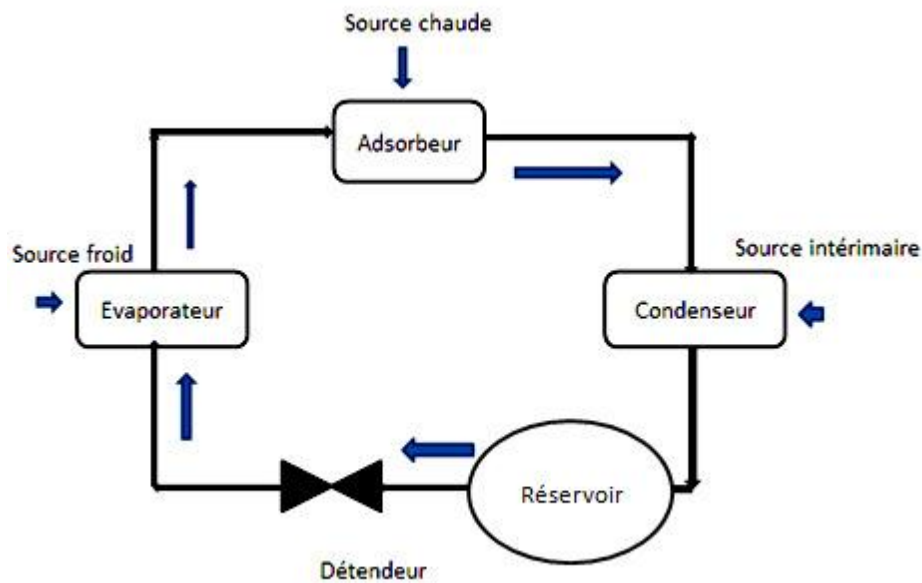 Source chaude
Adsorbeur
Source froid
Source intérimaire
Evaporateur
Condenseur
Réservoir
Détendeur